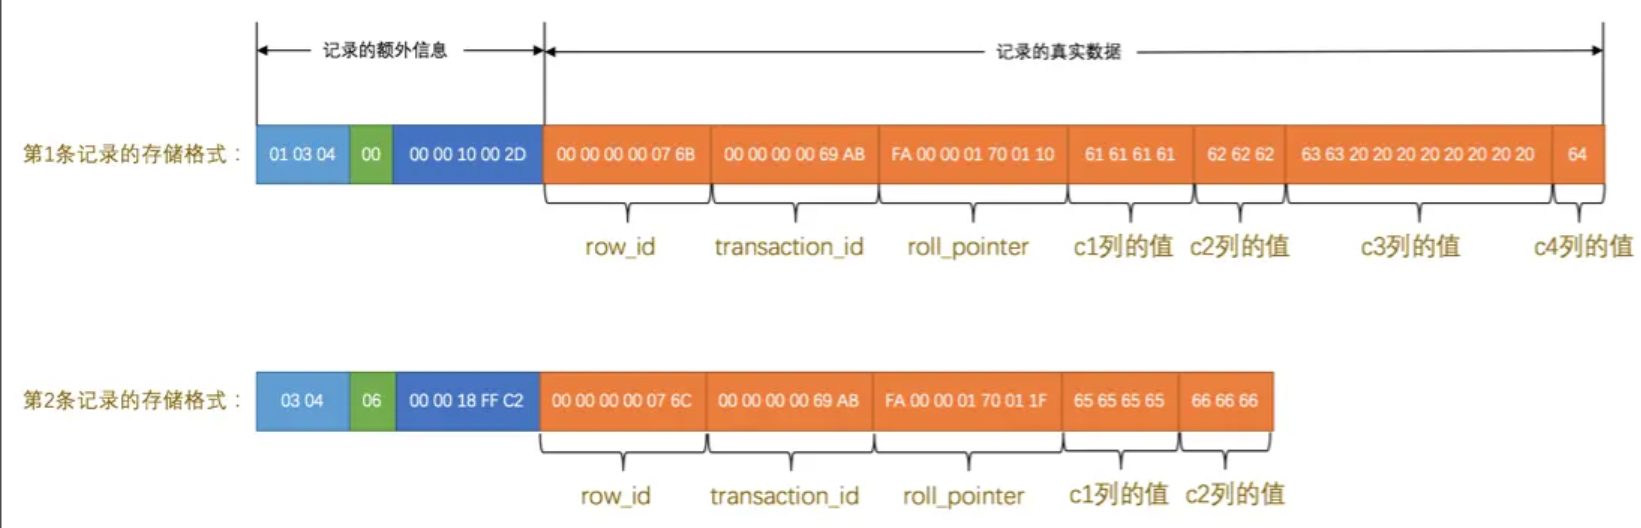 记录的额外信息 记录的真实数据
第1条记录的存储格式： 01 03 04 00 00 00 10 00 2D 00 00 00 00 07 6B 00 00 00 00 69 AB FA 00 00 01 70 01 10 61 61 61 61 62 62 62 63 63 20 20 20 20 20 20 20 20 64
row_id transaction_id roll_pointer c1列的值 c2列的值 c3列的值 c4列的值
第2条记录的存储格式： 03 04 06 00 00 18 FF C2 00 00 00 00 07 6C 00 00 00 00 69 AB FA 00 00 01 70 01 1F 65 65 65 65 66 66 66
row_id transaction_id roll_pointer c1列的值 c2列的值